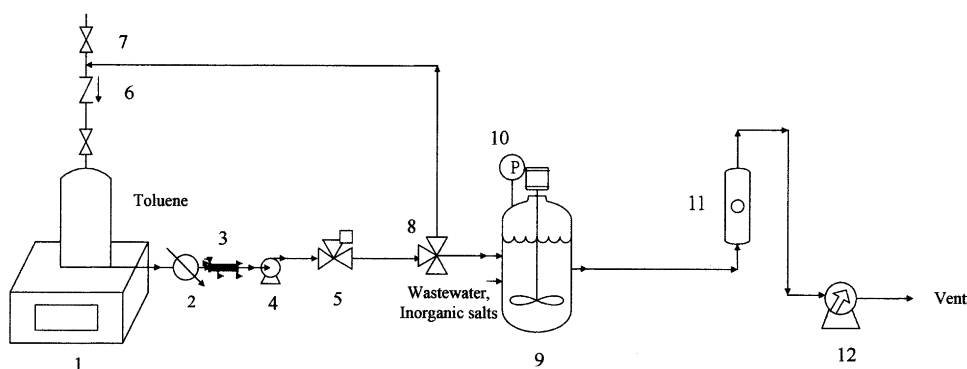 7
6
10
P
Toluene
3
8
11
2
4
5
Wastewater,
Inorganic salts
Vent
1
9
12